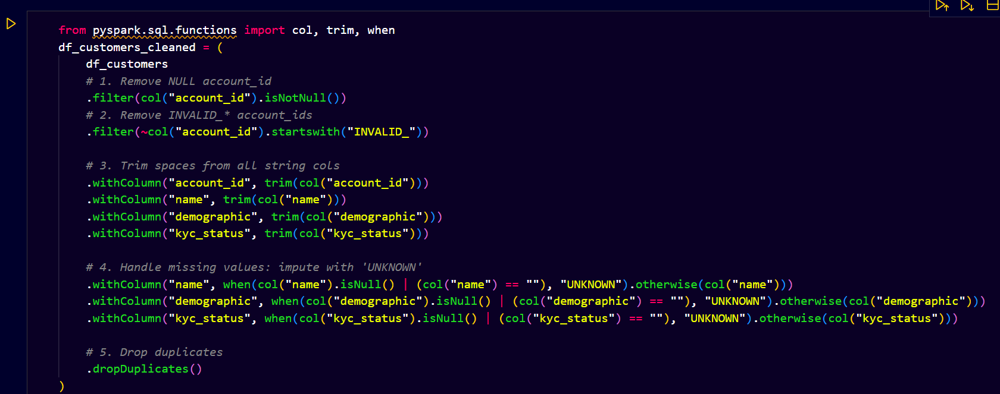 from pyspark.sql.functions import col, trim, when
df_customers_cleaned = (
    df_customers
    # 1. Remove NULL account_id
    .filter(col("account_id").isNotNull())
    # 2. Remove INVALID_* account_ids
    .filter(~col("account_id").startswith("INVALID_"))

    # 3. Trim spaces from all string cols
    .withColumn("account_id", trim(col("account_id")))
    .withColumn("name", trim(col("name")))
    .withColumn("demographic", trim(col("demographic")))
    .withColumn("kyc_status", trim(col("kyc_status")))

    # 4. Handle missing values: impute with 'UNKNOWN'
    .withColumn("name", when(col("name").isNull() | (col("name") == ""), "UNKNOWN").otherwise(col("name")))
    .withColumn("demographic", when(col("demographic").isNull() | (col("demographic") == ""), "UNKNOWN").otherwise(col("demographic")))
    .withColumn("kyc_status", when(col("kyc_status").isNull() | (col("kyc_status") == ""), "UNKNOWN").otherwise(col("kyc_status")))

    # 5. Drop duplicates
    .dropDuplicates()
)